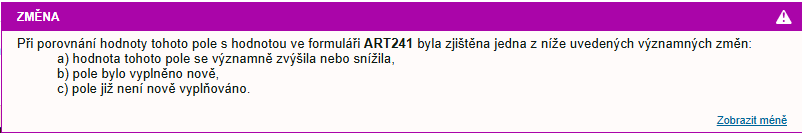 ZMĚNA
Při porovnání hodnoty tohoto pole s hodnotou ve formuláři ART241 byla zjištěna jedna z níže uvedených významných změn:
a) hodnota tohoto pole se významně zvýšila nebo snížila,
b) pole bylo vyplněno nově,
c) pole již není nově vyplňováno.
Zobrazit méně